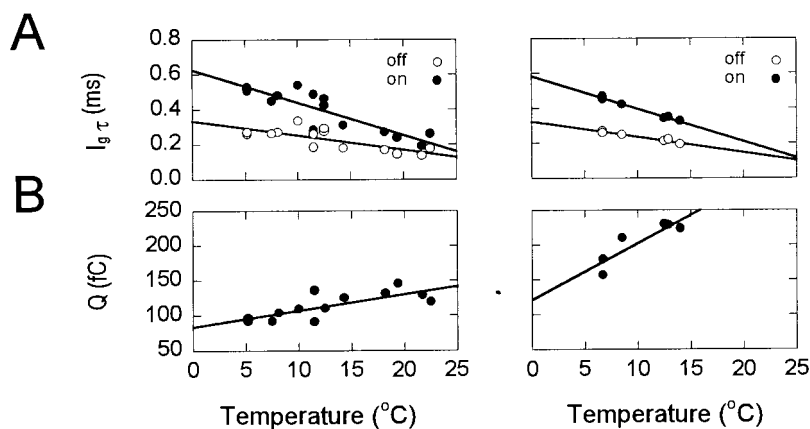 A
I_g τ (ms)
0.8
0.6
0.4
0.2
0.0
off ○
on ●
off ○
on ●
B
Q (fC)
250
200
150
100
50
0 5 10 15 20 25
0 5 10 15 20 25
Temperature (°C)
Temperature (°C)